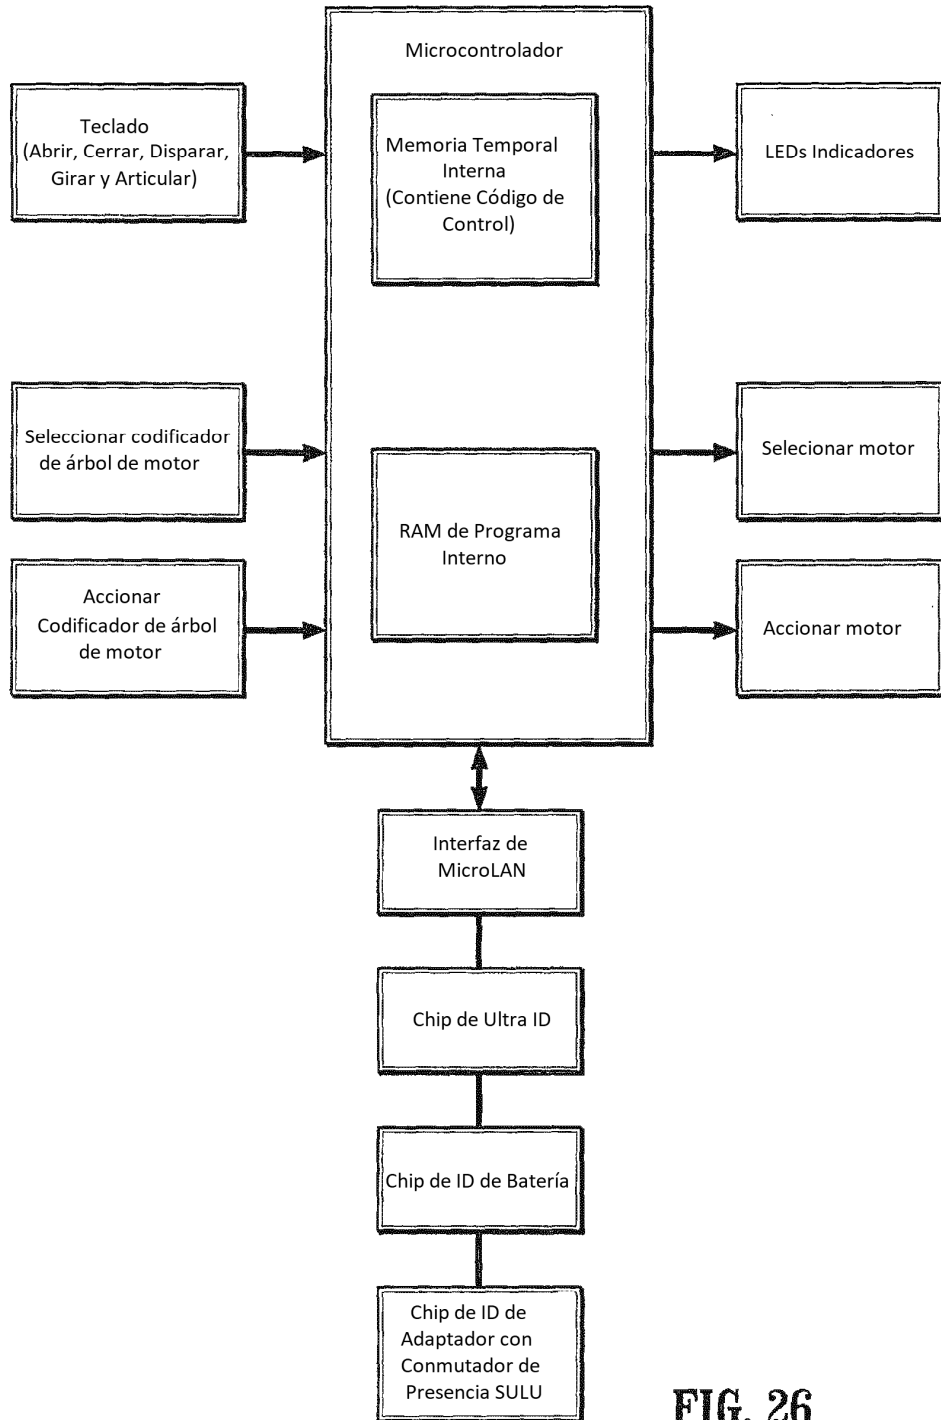 Microcontrolador
Teclado
(Abrir, Cerrar, Disparar,
Girar y Articular)
Memoria Temporal
Interna
(Contiene Código de
Control)
LEDs Indicadores
Seleccionar codificador
de árbol de motor
RAM de Programa
Interno
Selecionar motor
Accionar
Codificador de árbol
de motor
Accionar motor
Interfaz de
MicroLAN
Chip de Ultra ID
Chip de ID de Batería
Chip de ID de
Adaptador con
Conmutador de
Presencia SULU
FIG. 26